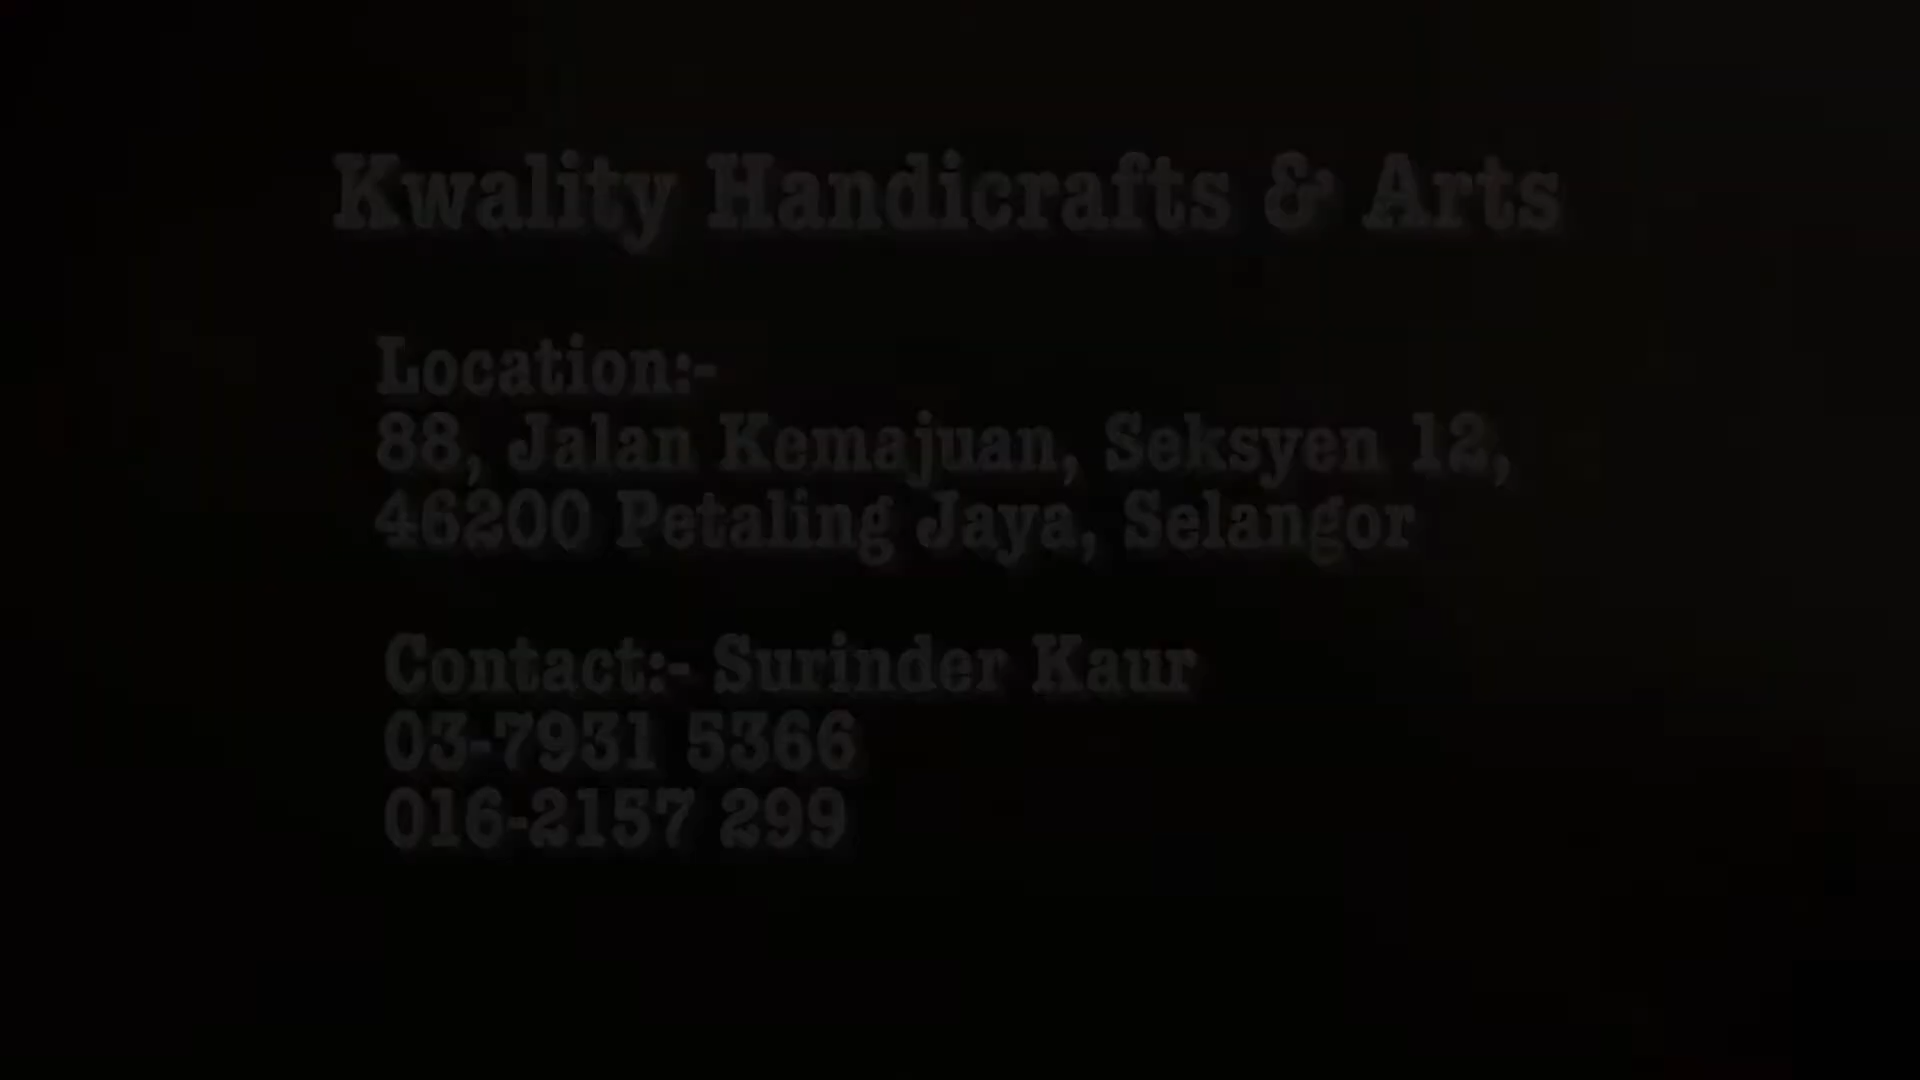 Kwality Handicrafts & Arts
Location:-
88, Jalan Kemajuan, Seksyen 12,
46200 Petaling Jaya, Selangor
Contact:- Surinder Kaur
03-7931 5366
016-2157 299